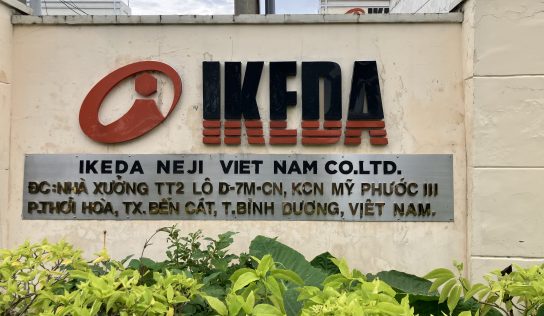 IKEDA
IKEDA NEJI VIET NAM CO.LTD.
ĐC:NHÀ XƯỞNG TT2 LÔ D-7M-CN, KCN MỸ PHƯỚC III
P.THỚI HÒA, TX. BẾN CÁT, T.BÌNH DƯƠNG, VIỆT NAM.